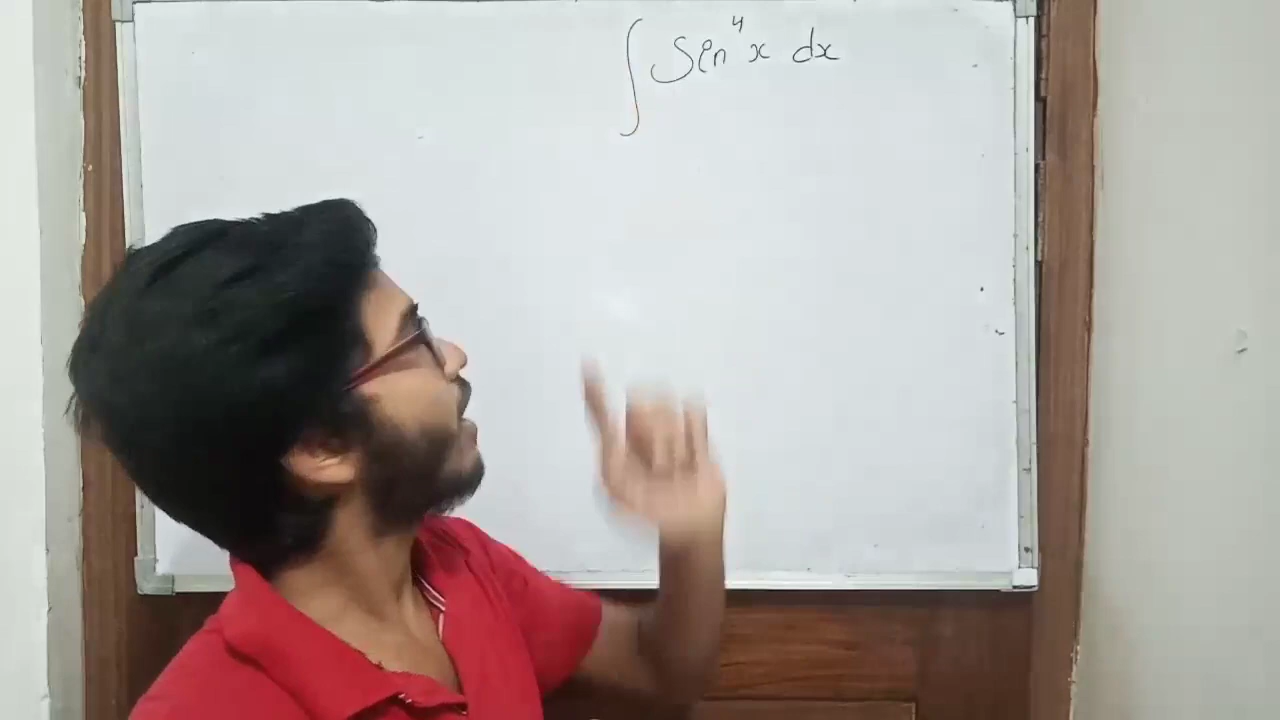 ∫ Sin⁴x dx